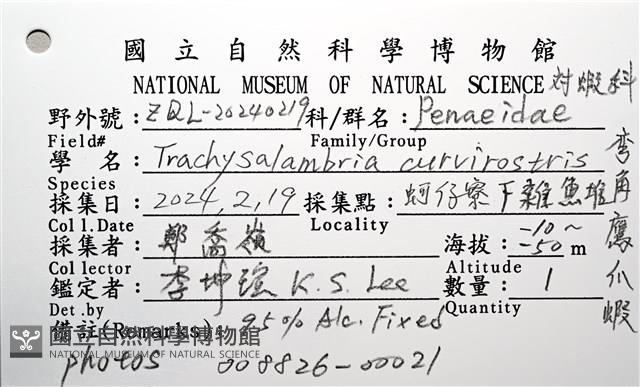 國立自然科學博物館
NATIONAL MUSEUM OF NATURAL SCIENCE 对蝦科
野外號：ZQL-20240219 科/群名：Penaeidae
Field# Family/Group
學名：Trachysalambria curvirostris
Species
彎角鷹爪蝦
採集日：2024,2,19 採集點：蚵仔寮下雜魚堆
Coll.Date Locality
採集者：鄭喬嶺 海拔：-10~-50 m
Collector Altitude
鑑定者：李坤瑄 K.S. Lee 數量：1
Det.by Quantity
備註(Remarks)：95% Alc. Fixed
國立自然科學博物館
NATIONAL MUSEUM OF NATURAL SCIENCE
photos 008826-00021